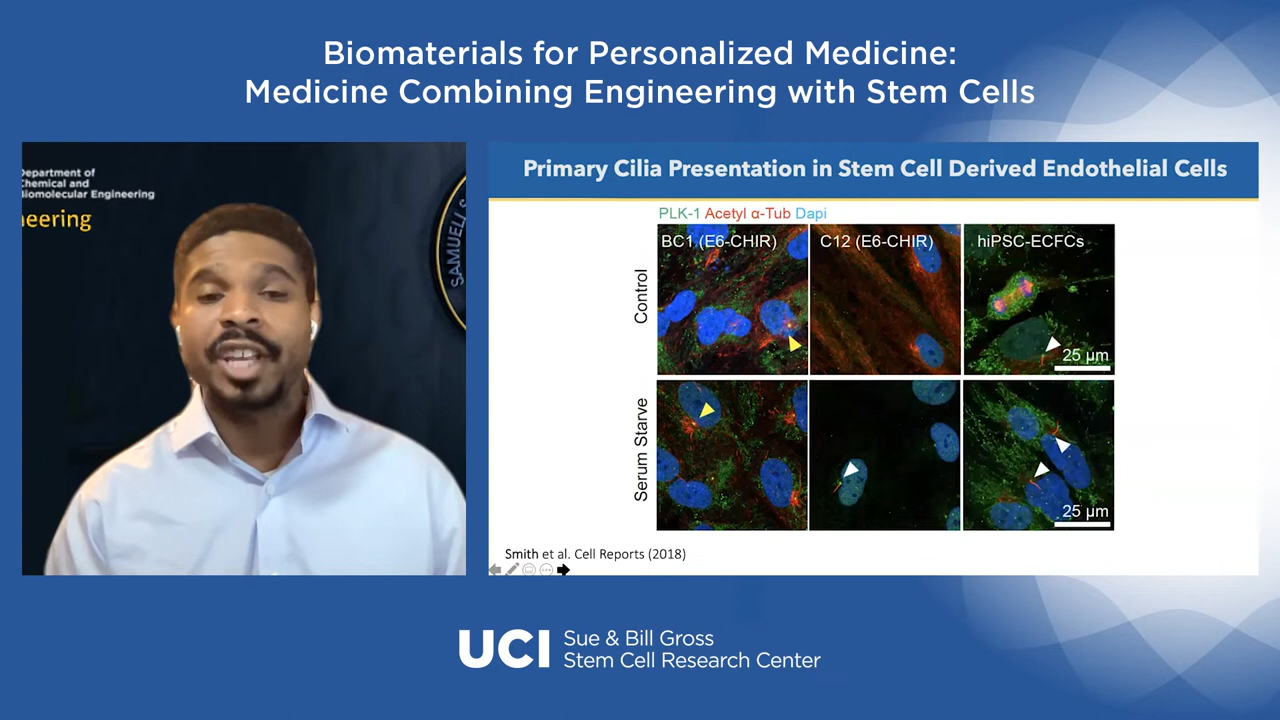 Biomaterials for Personalized Medicine:
Medicine Combining Engineering with Stem Cells
Department of
Chemical and
Biomolecular Engineering
neering
SAMUELI S
Primary Cilia Presentation in Stem Cell Derived Endothelial Cells
PLK-1 Acetyl α-Tub Dapi
BC1 (E6-CHIR) C12 (E6-CHIR) hiPSC-ECFCs
Control
25 µm
Serum Starve
25 µm
Smith et al. Cell Reports (2018)
UCI Sue & Bill Gross
Stem Cell Research Center